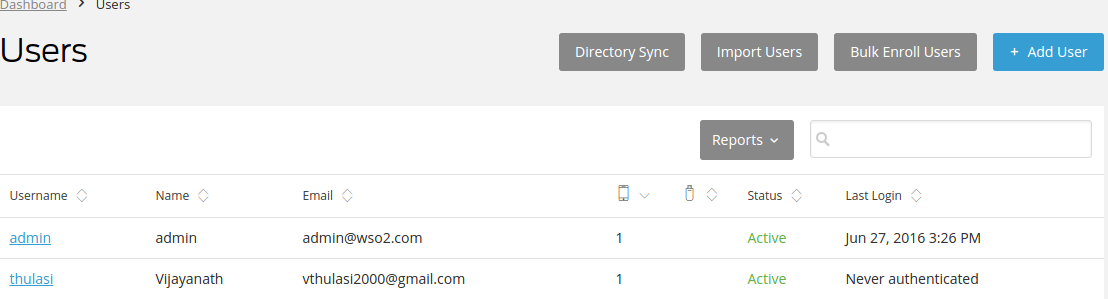 Dashboard > Users
Users
Directory Sync Import Users Bulk Enroll Users + Add User
Reports
Username Name Email Status Last Login
admin admin admin@wso2.com 1 Active Jun 27, 2016 3:26 PM
thulasi Vijayanath vthulasi2000@gmail.com 1 Active Never authenticated